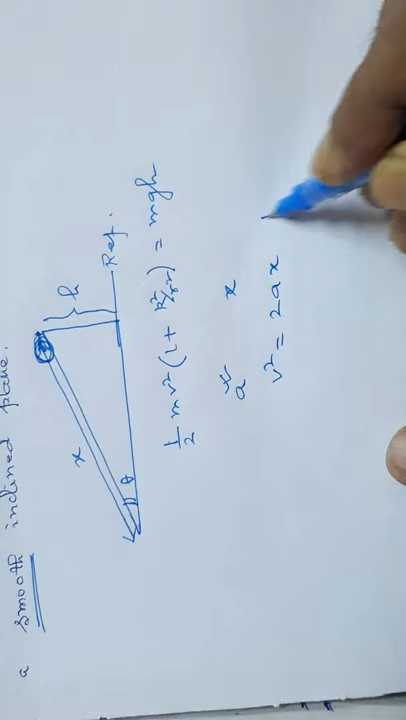 a smooth inclined plane.
h
x
θ
Ref.
1/2 mv² (1 + k²/r²) = mgh
a x
v² = 2ax